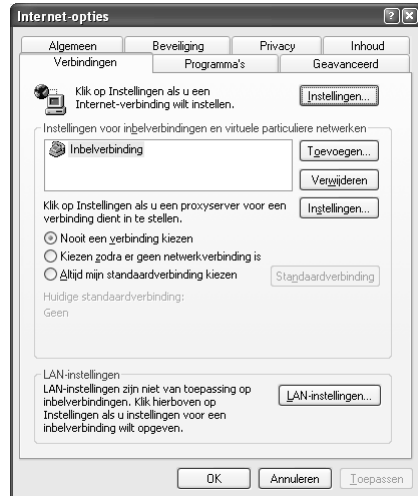 Internet-opties
Algemeen Beveiliging Privacy Inhoud
Verbindingen Programma's Geavanceerd
Klik op Instellingen als u een
Internet-verbinding wilt instellen.
Instellingen...
Instellingen voor inbelverbindingen en virtuele particuliere netwerken
Inbelverbinding
Toevoegen...
Verwijderen
Klik op Instellingen als u een proxyserver voor een
verbinding dient in te stellen.
Instellingen...
Nooit een verbinding kiezen
Kiezen zodra er geen netwerkverbinding is
Altijd mijn standaardverbinding kiezen
Standaardverbinding
Huidige standaardverbinding:
Geen
LAN-instellingen
LAN-instellingen zijn niet van toepassing op
inbelverbindingen. Klik hierboven op
Instellingen als u instellingen voor een
inbelverbinding wilt opgeven.
LAN-instellingen...
OK Annuleren Toepassen